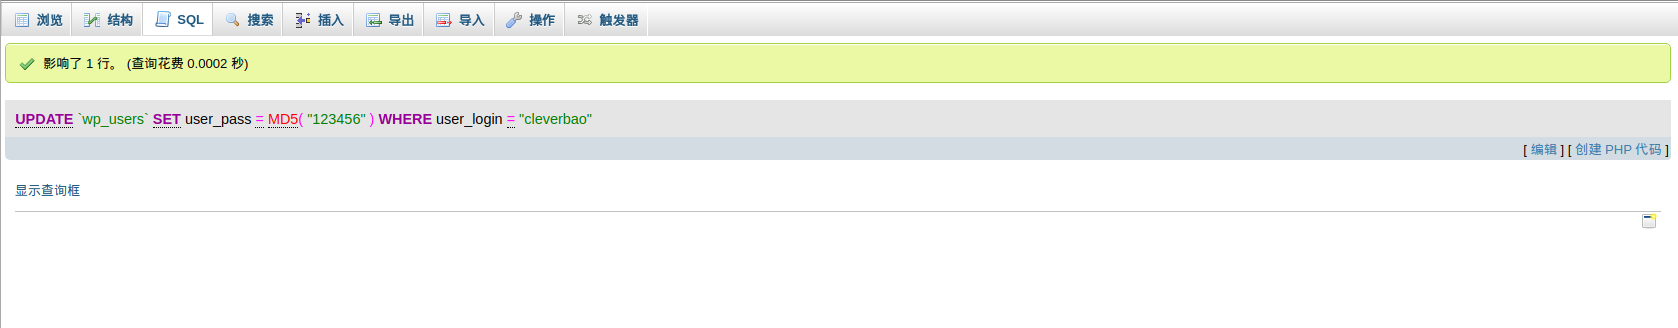 浏览 结构 SQL 搜索 插入 导出 导入 操作 触发器
影响了 1 行。 (查询花费 0.0002 秒)
UPDATE `wp_users` SET user_pass = MD5( "123456" ) WHERE user_login = "cleverbao"
[ 编辑 ] [ 创建 PHP 代码 ]
显示查询框